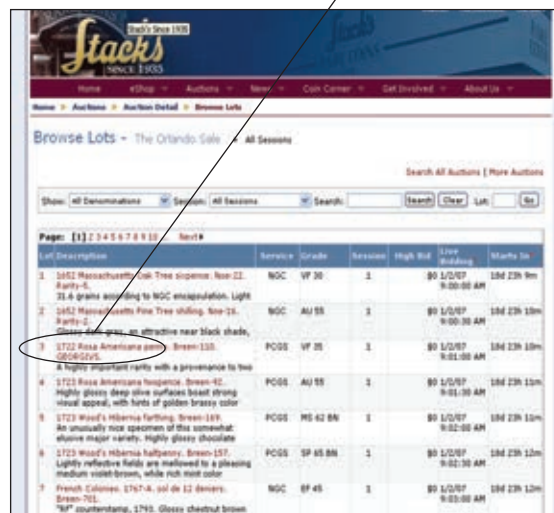 Stack's Since 1935
Stacks
SINCE 1935
Home eShop Auctions News Coin Corner Get Involved About Us
Home Auctions Auction Detail Browse Lots
Browse Lots - The Orlando Sale All Sessions
Search All Auctions | More Auctions
Show: All Denominations Session: All Sessions Search: Search Clear Lot: Go
Page: [1] 2 3 4 5 6 7 8 9 10 ... Next
Lot Description Service Grade Session High Bid Live Bidding Starts In
1 1652 Massachusetts Oak Tree sixpence. Noe-22. Rarity-5. NGC VF 30 1 $0 1/2/07 9:00:00 AM 18d 23h 9m
31.6 grains according to NGC encapsulation. Light
2 1652 Massachusetts Pine Tree shilling. Noe-16. Rarity-2. NGC AU 55 1 $0 1/2/07 9:00:30 AM 18d 23h 10m
Glossy dark gray, an attractive near black shade,
3 1722 Rosa Americana penny. Breen-110. GEORGIVS. PCGS VF 35 1 $0 1/2/07 9:01:00 AM 18d 23h 10m
A highly important rarity with a provenance to two
4 1723 Rosa Americana twopence. Breen-92. PCGS AU 55 1 $0 1/2/07 9:01:30 AM 18d 23h 11m
Highly glossy deep olive surfaces boast strong
visual appeal, with hints of golden brassy color
5 1723 Wood's Hibernia farthing. Breen-169. PCGS MS 62 BN 1 $0 1/2/07 9:02:00 AM 18d 23h 11m
An unusually nice specimen of this somewhat
elusive major variety. Highly glossy chocolate
6 1723 Wood's Hibernia halfpenny. Breen-157. PCGS SP 65 BN 1 $0 1/2/07 9:02:30 AM 18d 23h 12m
Lightly reflective fields are mellowed to a pleasing
medium violet-brown, while rich mint color
7 French Colonies. 1767-A. sol de 12 deniers. Breen-701. NGC EF 45 1 $0 1/2/07 9:03:00 AM 18d 23h 12m
"RF" counterstamp, 1793. Glossy chestnut brown